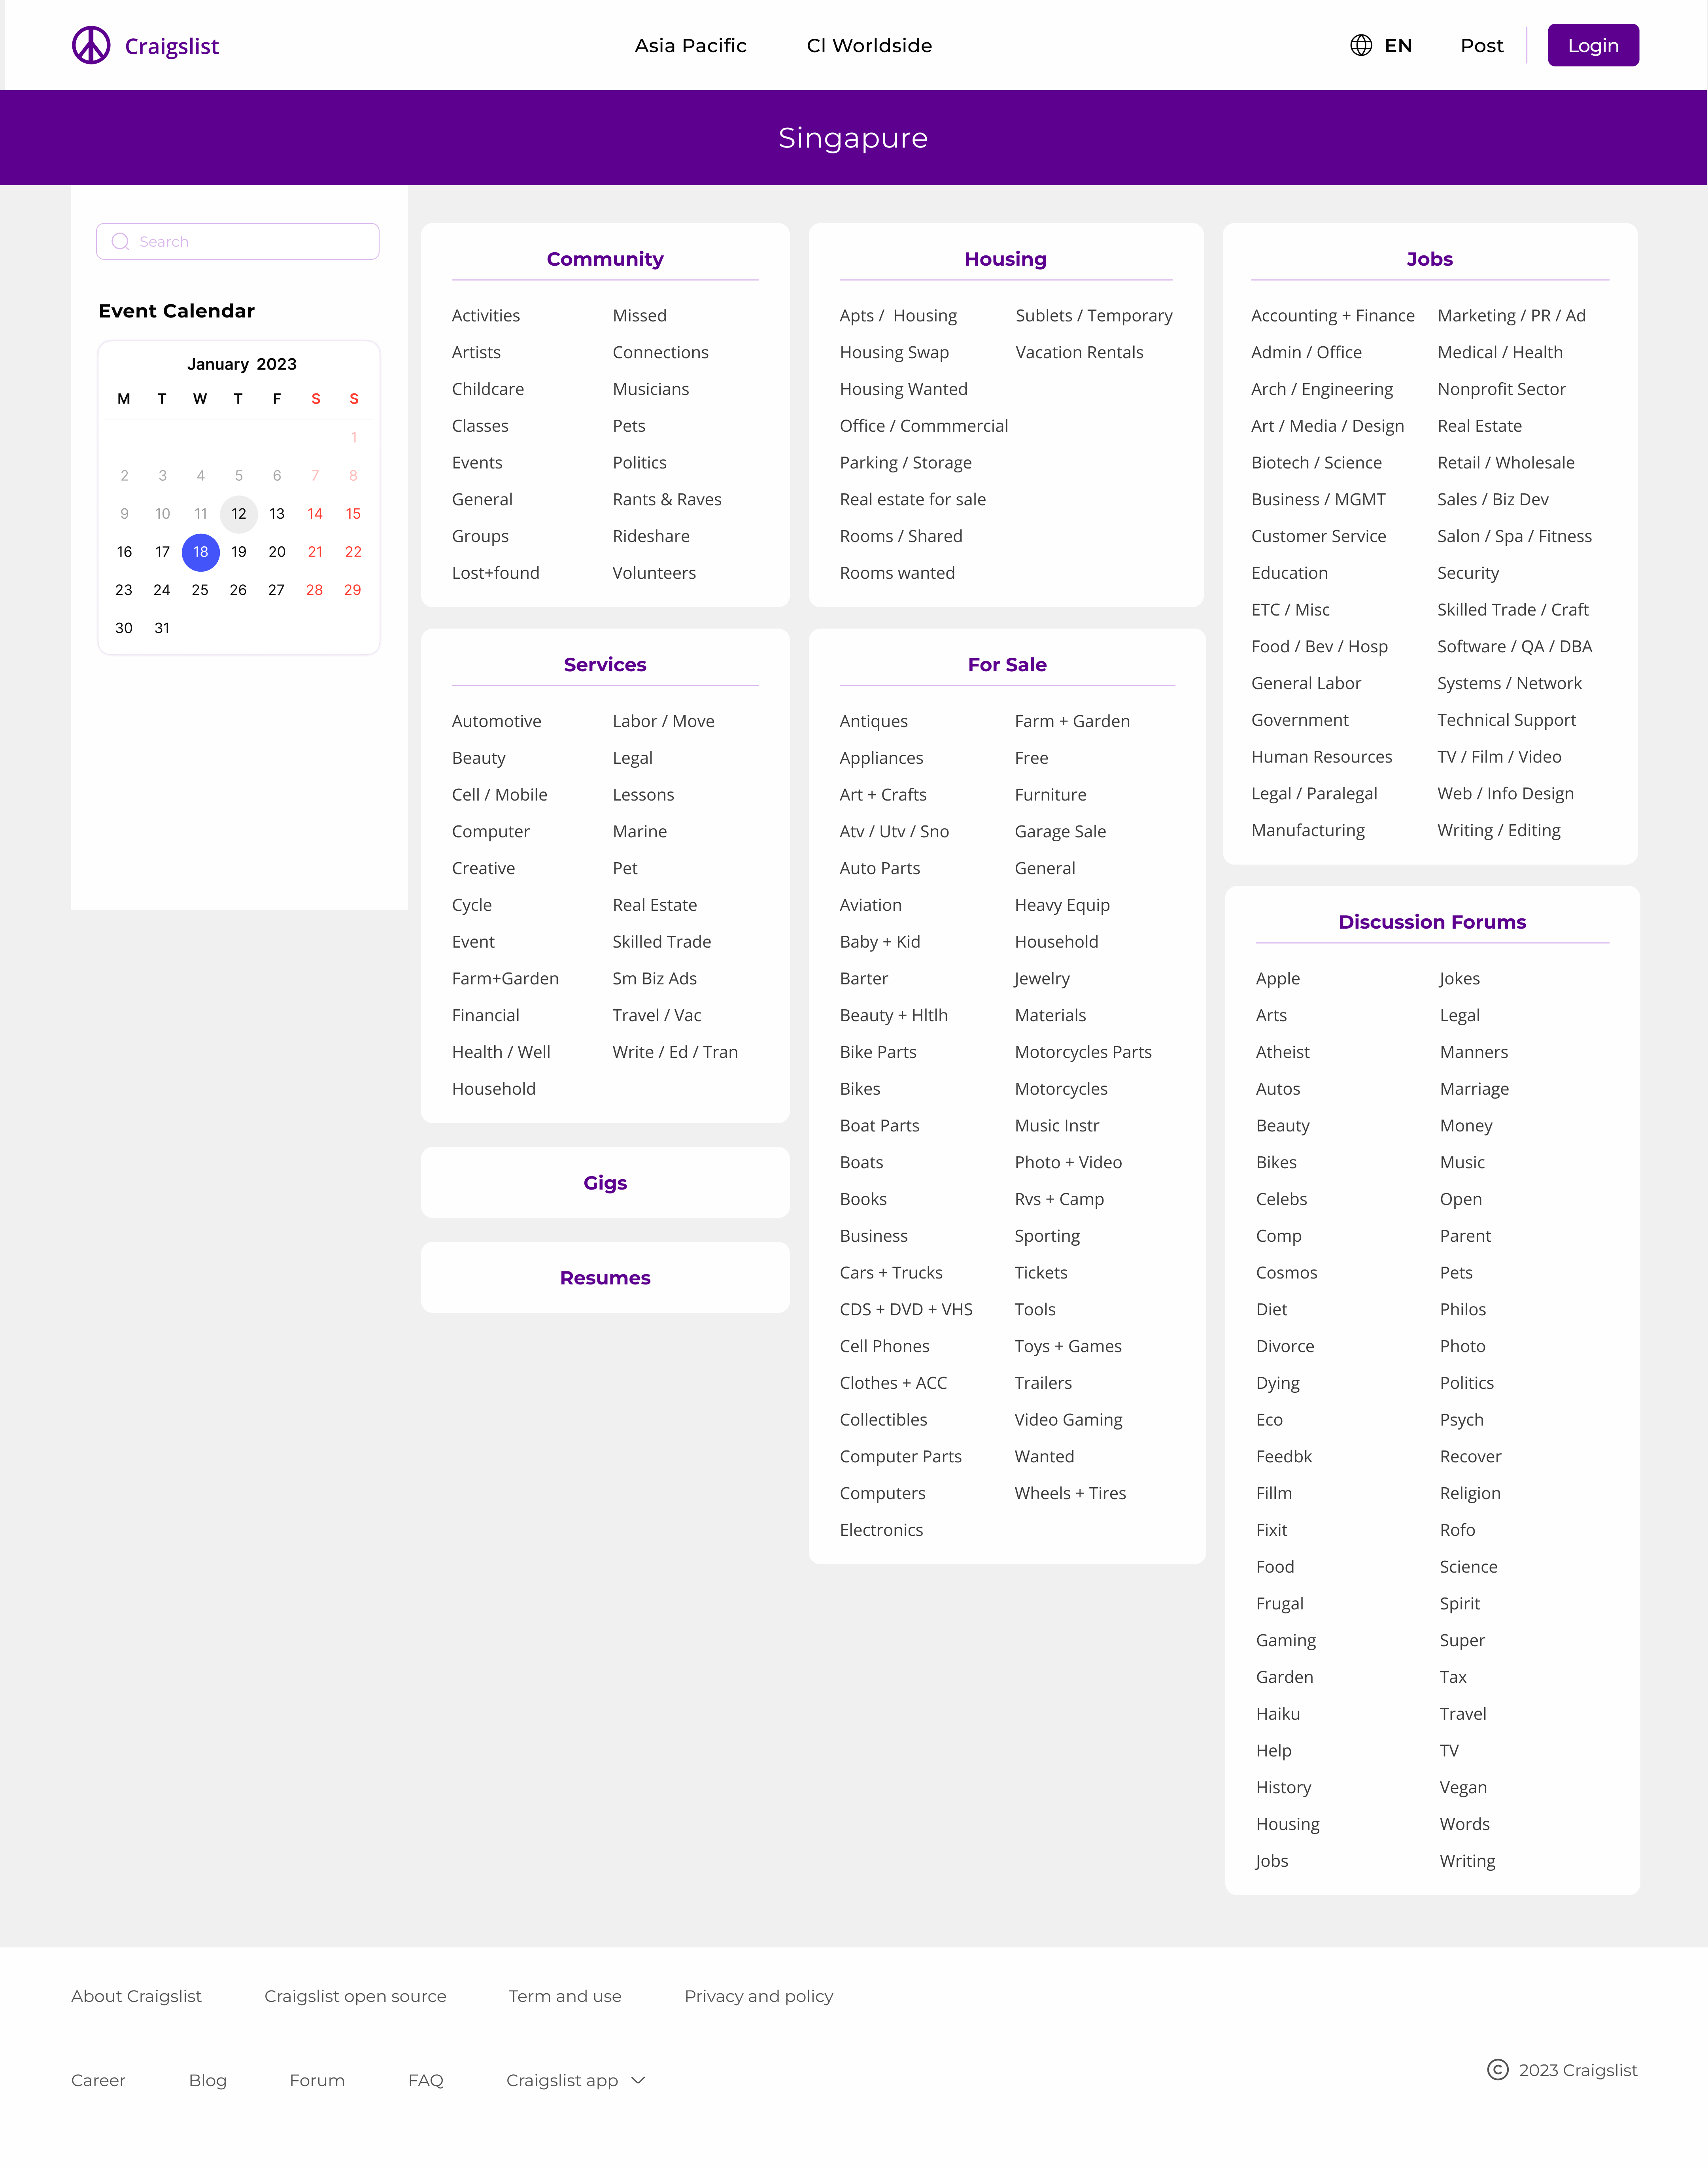 Craigslist
Asia Pacific
Cl Worldside
EN
Post
Login
Singapure
Search
Event Calendar
January 2023
M T W T F S S
1
2 3 4 5 6 7 8
9 10 11 12 13 14 15
16 17 18 19 20 21 22
23 24 25 26 27 28 29
30 31
Community
Activities
Artists
Childcare
Classes
Events
General
Groups
Lost+found
Missed
Connections
Musicians
Pets
Politics
Rants & Raves
Rideshare
Volunteers
Services
Automotive
Beauty
Cell / Mobile
Computer
Creative
Cycle
Event
Farm+Garden
Financial
Health / Well
Household
Labor / Move
Legal
Lessons
Marine
Pet
Real Estate
Skilled Trade
Sm Biz Ads
Travel / Vac
Write / Ed / Tran
Gigs
Resumes
Housing
Apts / Housing
Housing Swap
Housing Wanted
Office / Commmercial
Parking / Storage
Real estate for sale
Rooms / Shared
Rooms wanted
Sublets / Temporary
Vacation Rentals
For Sale
Antiques
Appliances
Art + Crafts
Atv / Utv / Sno
Auto Parts
Aviation
Baby + Kid
Barter
Beauty + Hltlh
Bike Parts
Bikes
Boat Parts
Boats
Books
Business
Cars + Trucks
CDS + DVD + VHS
Cell Phones
Clothes + ACC
Collectibles
Computer Parts
Computers
Electronics
Farm + Garden
Free
Furniture
Garage Sale
General
Heavy Equip
Household
Jewelry
Materials
Motorcycles Parts
Motorcycles
Music Instr
Photo + Video
Rvs + Camp
Sporting
Tickets
Tools
Toys + Games
Trailers
Video Gaming
Wanted
Wheels + Tires
Jobs
Accounting + Finance
Admin / Office
Arch / Engineering
Art / Media / Design
Biotech / Science
Business / MGMT
Customer Service
Education
ETC / Misc
Food / Bev / Hosp
General Labor
Government
Human Resources
Legal / Paralegal
Manufacturing
Marketing / PR / Ad
Medical / Health
Nonprofit Sector
Real Estate
Retail / Wholesale
Sales / Biz Dev
Salon / Spa / Fitness
Security
Skilled Trade / Craft
Software / QA / DBA
Systems / Network
Technical Support
TV / Film / Video
Web / Info Design
Writing / Editing
Discussion Forums
Apple
Arts
Atheist
Autos
Beauty
Bikes
Celebs
Comp
Cosmos
Diet
Divorce
Dying
Eco
Feedbk
Fillm
Fixit
Food
Frugal
Gaming
Garden
Haiku
Help
History
Housing
Jobs
Jokes
Legal
Manners
Marriage
Money
Music
Open
Parent
Pets
Philos
Photo
Politics
Psych
Recover
Religion
Rofo
Science
Spirit
Super
Tax
Travel
TV
Vegan
Words
Writing
About Craigslist
Craigslist open source
Term and use
Privacy and policy
Career
Blog
Forum
FAQ
Craigslist app
© 2023 Craigslist